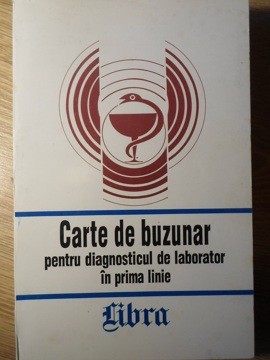 Carte de buzunar
pentru diagnosticul de laborator
în prima linie
Libra